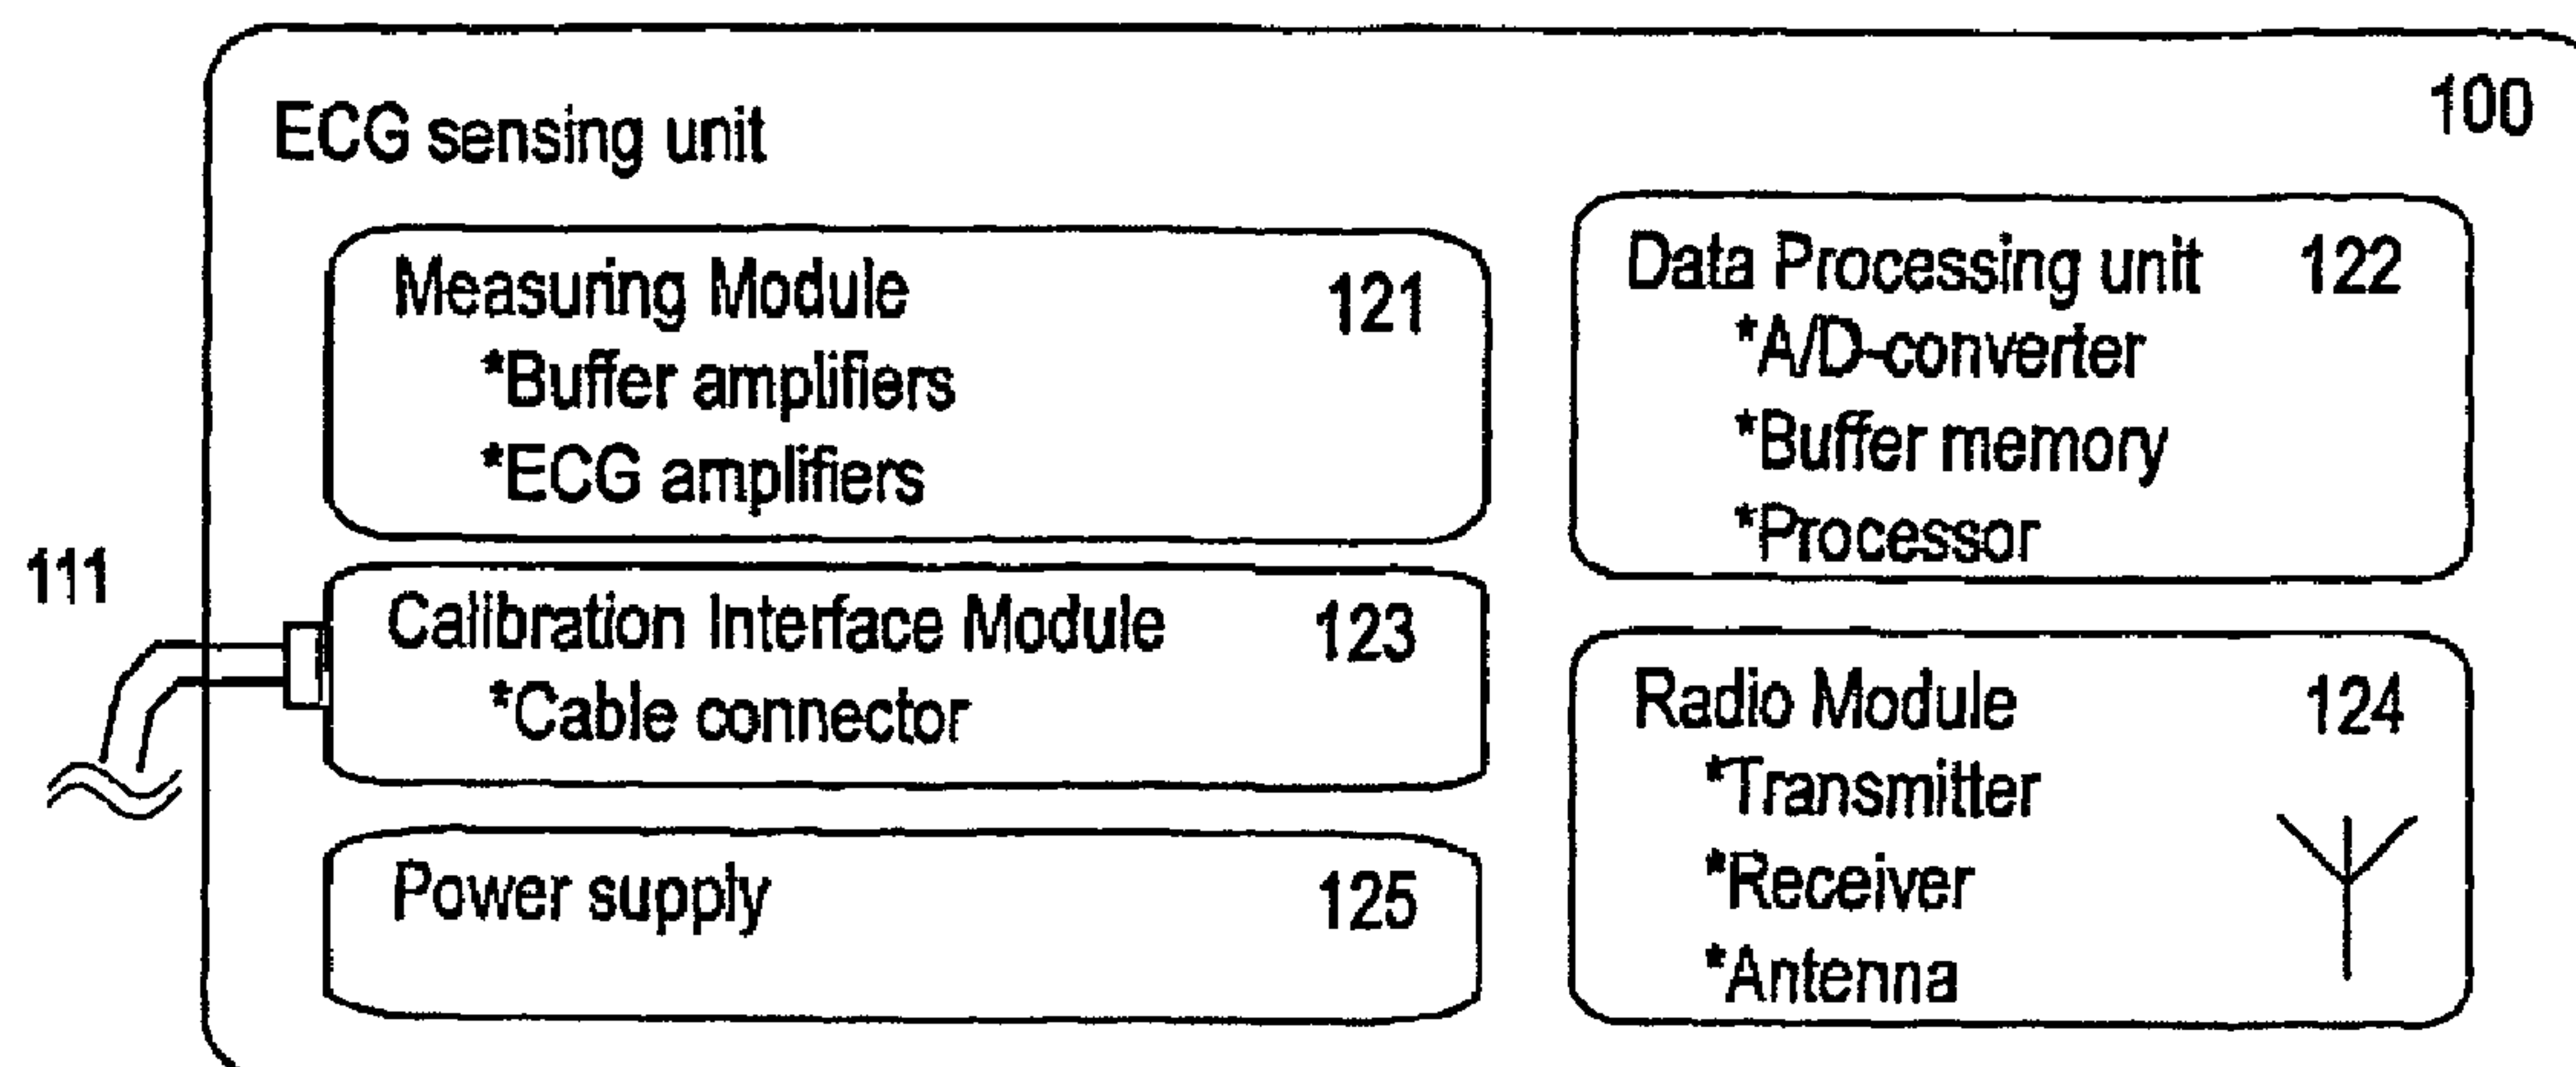 100
ECG sensing unit
Measuring Module 121
*Buffer amplifiers
*ECG amplifiers
Data Processing unit 122
*A/D-converter
*Buffer memory
*Processor
111
Calibration Interface Module 123
*Cable connector
Radio Module 124
*Transmitter
*Receiver
*Antenna
Power supply 125